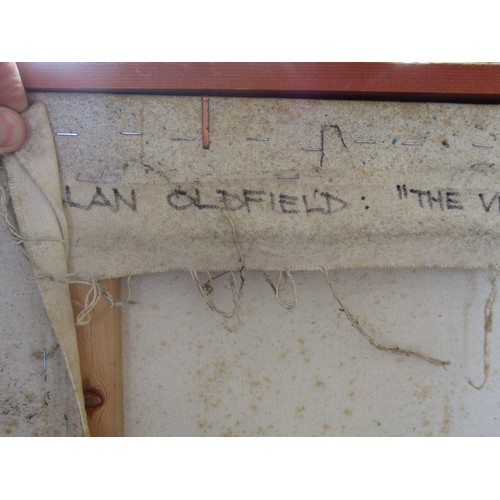 LAN OLDFIELD: "THE V